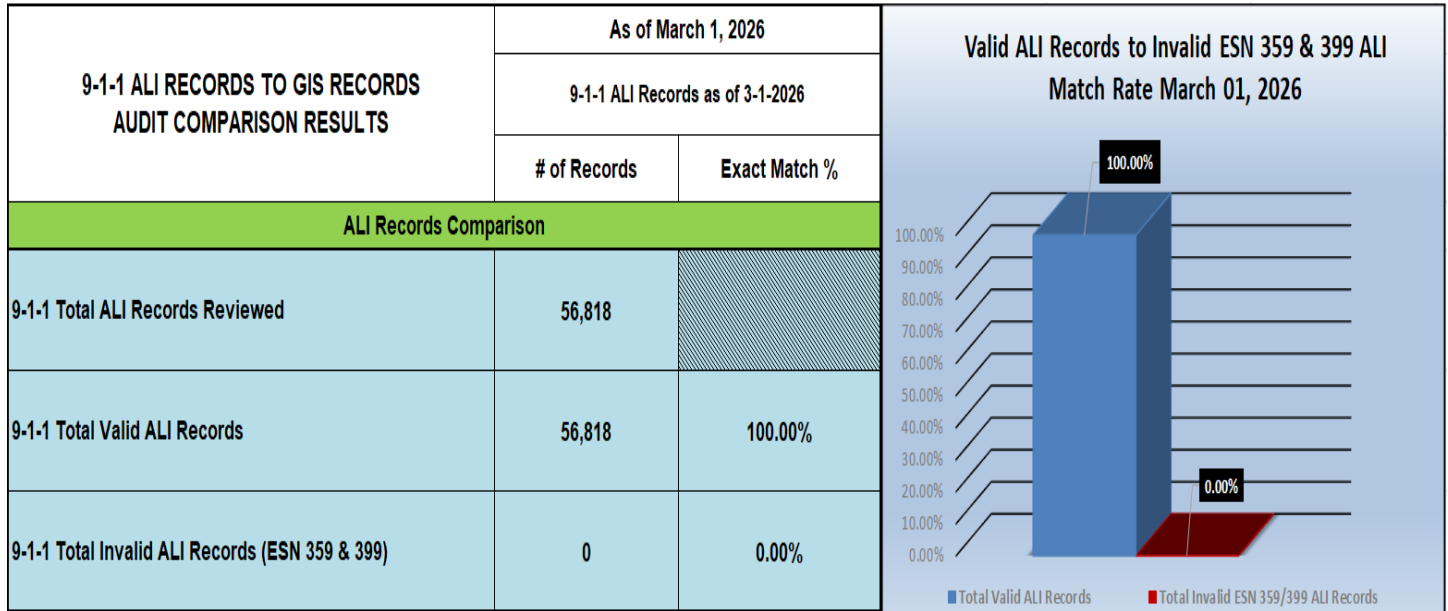 9-1-1 ALI RECORDS TO GIS RECORDS
AUDIT COMPARISON RESULTS
As of March 1, 2026
9-1-1 ALI Records as of 3-1-2026
# of Records
Exact Match %
ALI Records Comparison
9-1-1 Total ALI Records Reviewed
56,818
9-1-1 Total Valid ALI Records
56,818
100.00%
9-1-1 Total Invalid ALI Records (ESN 359 & 399)
0
0.00%
Valid ALI Records to Invalid ESN 359 & 399 ALI
Match Rate March 01, 2026
100.00%
100.00%
90.00%
80.00%
70.00%
60.00%
50.00%
40.00%
30.00%
20.00%
10.00%
0.00%
0.00%
Total Valid ALI Records
Total Invalid ESN 359/399 ALI Records